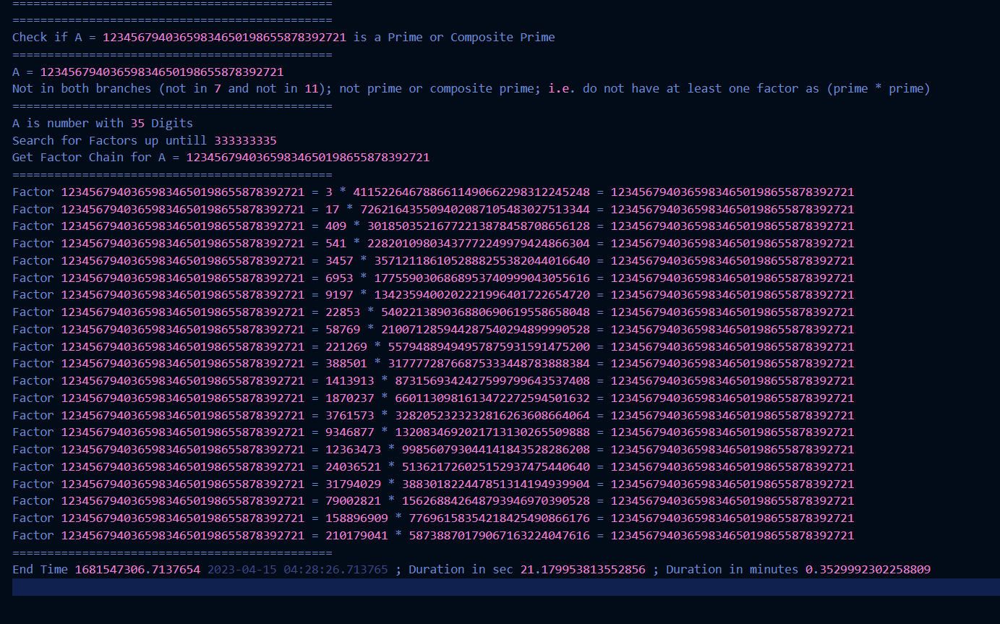 ==============================================
==============================================
Check if A = 12345679403659834650198655878392721 is a Prime or Composite Prime
==============================================
A = 12345679403659834650198655878392721
Not in both branches (not in 7 and not in 11); not prime or composite prime; i.e. do not have at least one factor as (prime * prime)
==============================================
A is number with 35 Digits
Search for Factors up untill 333333335
Get Factor Chain for A = 12345679403659834650198655878392721
==============================================
Factor 12345679403659834650198655878392721 = 3 * 4115226467886611490662298312245248 = 12345679403659834650198655878392721
Factor 12345679403659834650198655878392721 = 17 * 726216435509402087105483027513344 = 12345679403659834650198655878392721
Factor 12345679403659834650198655878392721 = 409 * 30185035216772213878458708656128 = 12345679403659834650198655878392721
Factor 12345679403659834650198655878392721 = 541 * 22820109803437772249979424866304 = 12345679403659834650198655878392721
Factor 12345679403659834650198655878392721 = 3457 * 3571211861052888255382044016640 = 12345679403659834650198655878392721
Factor 12345679403659834650198655878392721 = 6953 * 1775590306868953740999043055616 = 12345679403659834650198655878392721
Factor 12345679403659834650198655878392721 = 9197 * 1342359400202221996401722654720 = 12345679403659834650198655878392721
Factor 12345679403659834650198655878392721 = 22853 * 540221389036880690619558658048 = 12345679403659834650198655878392721
Factor 12345679403659834650198655878392721 = 58769 * 210071285944287540294899990528 = 12345679403659834650198655878392721
Factor 12345679403659834650198655878392721 = 221269 * 55794889494957875931591475200 = 12345679403659834650198655878392721
Factor 12345679403659834650198655878392721 = 388501 * 31777728766875333448783888384 = 12345679403659834650198655878392721
Factor 12345679403659834650198655878392721 = 1413913 * 8731569342427599799643537408 = 12345679403659834650198655878392721
Factor 12345679403659834650198655878392721 = 1870237 * 6601130981613472272594501632 = 12345679403659834650198655878392721
Factor 12345679403659834650198655878392721 = 3761573 * 3282052323232816263608664064 = 12345679403659834650198655878392721
Factor 12345679403659834650198655878392721 = 9346877 * 1320834692021713130265509888 = 12345679403659834650198655878392721
Factor 12345679403659834650198655878392721 = 12363473 * 998560793044141843528286208 = 12345679403659834650198655878392721
Factor 12345679403659834650198655878392721 = 24036521 * 513621726025152937475440640 = 12345679403659834650198655878392721
Factor 12345679403659834650198655878392721 = 31794029 * 388301822447851314194939904 = 12345679403659834650198655878392721
Factor 12345679403659834650198655878392721 = 79002821 * 156268842648793946970390528 = 12345679403659834650198655878392721
Factor 12345679403659834650198655878392721 = 158896909 * 77696158354218425490866176 = 12345679403659834650198655878392721
Factor 12345679403659834650198655878392721 = 210179041 * 58738870179067163224047616 = 12345679403659834650198655878392721
==============================================
End Time 1681547306.7137654 2023-04-15 04:28:26.713765 ; Duration in sec 21.179953813552856 ; Duration in minutes 0.3529992302258809